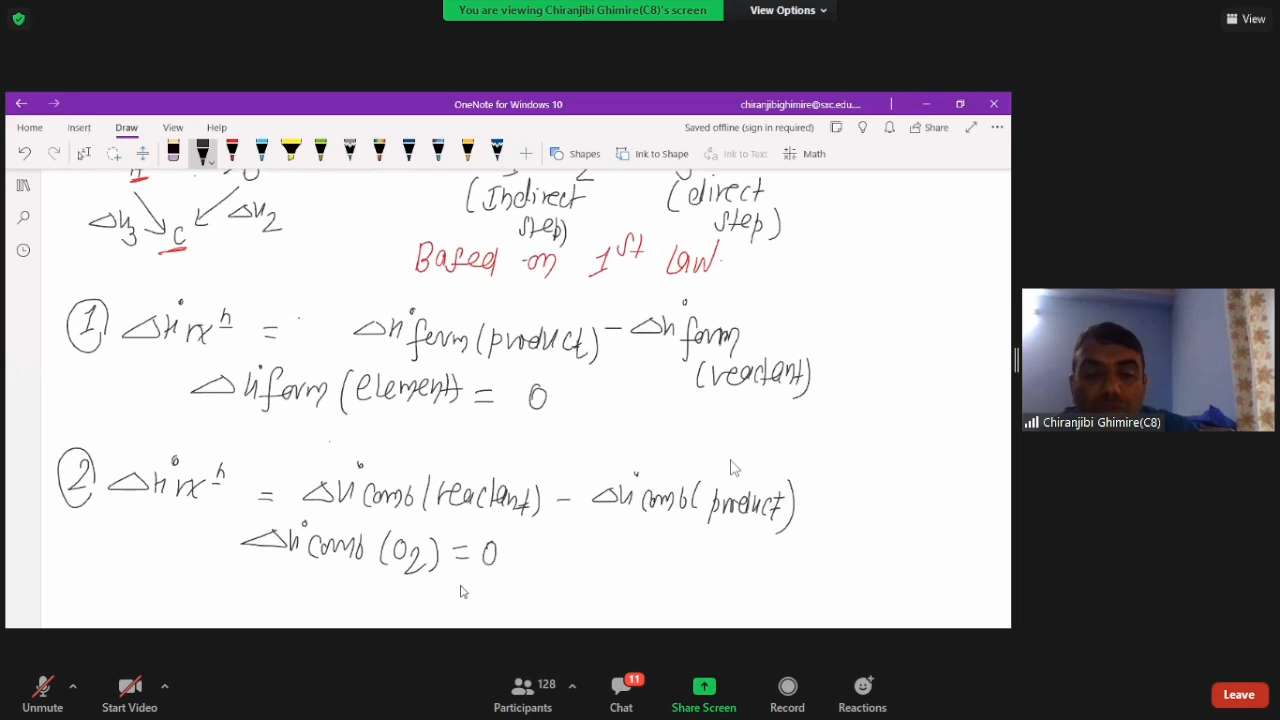 You are viewing Chiranjibi Ghimire(C8)'s screen
View Options
View
OneNote for Windows 10
chiranjibighimire@sxc.edu....
Home Insert Draw View Help
Saved offline (sign in required)
Share
Shapes Ink to Shape Ink to Text Math
(Indirect step) (direct step)
ΔH3 C ΔH2
Based on 1st law.
① ΔH°rxn = ΔH°form(product) - ΔH°form (reactant)
ΔH°form (element) = 0
② ΔH°rxn = ΔH°comb(reactant) - ΔH°comb(product)
ΔH°comb (O2) = 0
Chiranjibi Ghimire(C8)
Unmute
Start Video
128
Participants
11
Chat
Share Screen
Record
Reactions
Leave